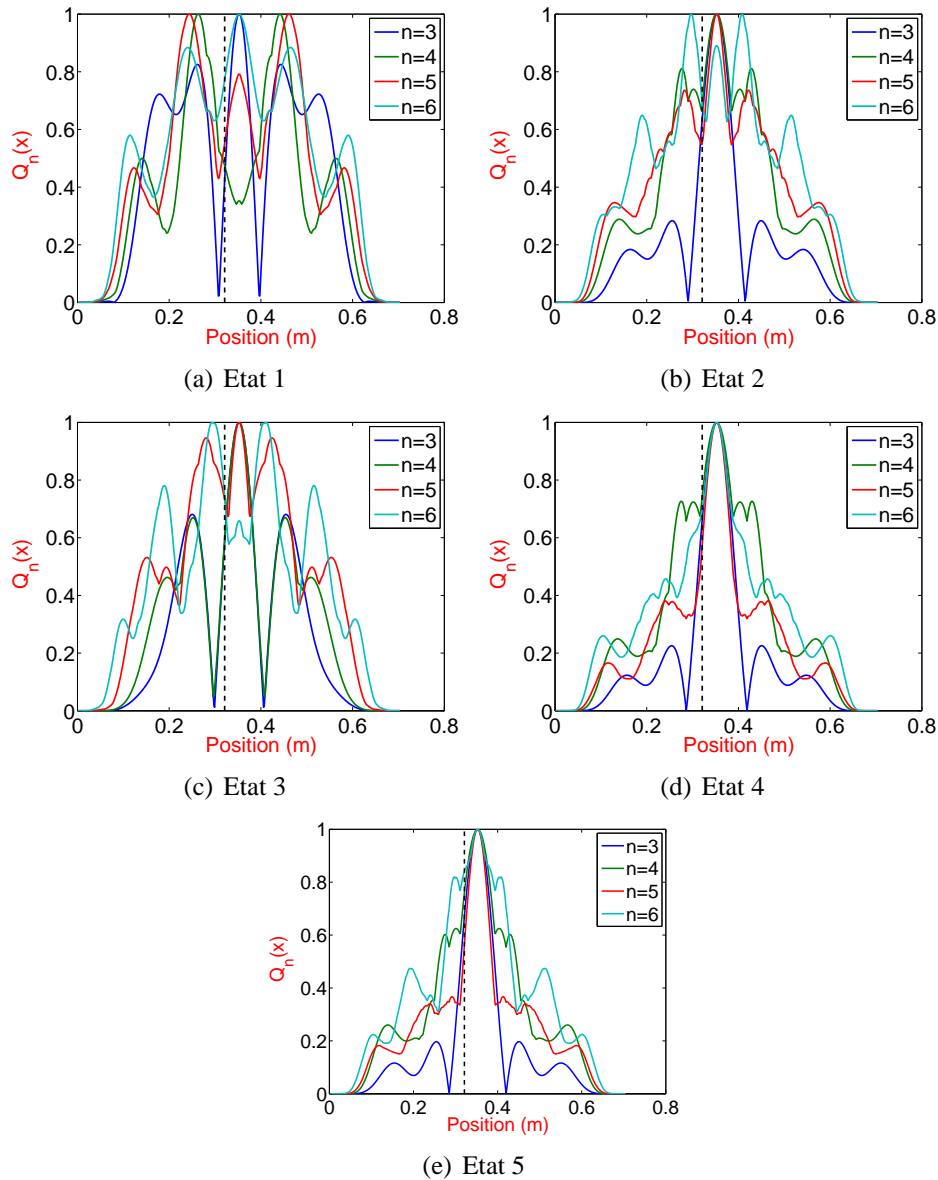 1
0.8
0.6
0.4
0.2
0
0 0.2 0.4 0.6 0.8
Q_n(x)
Position (m)
n=3
n=4
n=5
n=6
(a) Etat 1
1
0.8
0.6
0.4
0.2
0
0 0.2 0.4 0.6 0.8
Q_n(x)
Position (m)
n=3
n=4
n=5
n=6
(b) Etat 2
1
0.8
0.6
0.4
0.2
0
0 0.2 0.4 0.6 0.8
Q_n(x)
Position (m)
n=3
n=4
n=5
n=6
(c) Etat 3
1
0.8
0.6
0.4
0.2
0
0 0.2 0.4 0.6 0.8
Q_n(x)
Position (m)
n=3
n=4
n=5
n=6
(d) Etat 4
1
0.8
0.6
0.4
0.2
0
0 0.2 0.4 0.6 0.8
Q_n(x)
Position (m)
n=3
n=4
n=5
n=6
(e) Etat 5